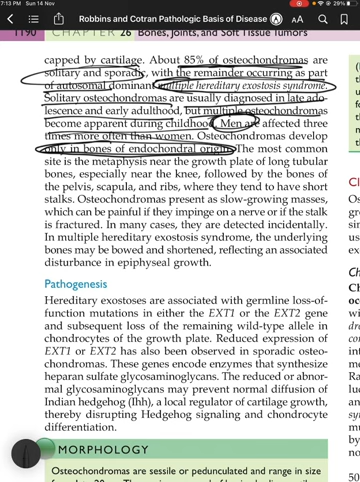 7:13 PM Sun 14 Nov
29%
Robbins and Cotran Pathologic Basis of Disease
AA
1190 CHAPTER 26 Bones, Joints, and Soft Tissue Tumors
capped by cartilage. About 85% of osteochondromas are
solitary and sporadic, with the remainder occurring as part
of autosomal dominant multiple hereditary exostosis syndrome.
Solitary osteochondromas are usually diagnosed in late ado-
lescence and early adulthood, but multiple osteochondromas
become apparent during childhood. Men are affected three
times more often than women. Osteochondromas develop
only in bones of endochondral origin. The most common
site is the metaphysis near the growth plate of long tubular
bones, especially near the knee, followed by the bones of
the pelvis, scapula, and ribs, where they tend to have short
stalks. Osteochondromas present as slow-growing masses,
which can be painful if they impinge on a nerve or if the stalk
is fractured. In many cases, they are detected incidentally.
In multiple hereditary exostosis syndrome, the underlying
bones may be bowed and shortened, reflecting an associated
disturbance in epiphyseal growth.
Pathogenesis
Hereditary exostoses are associated with germline loss-of-
function mutations in either the EXT1 or the EXT2 gene
and subsequent loss of the remaining wild-type allele in
chondrocytes of the growth plate. Reduced expression of
EXT1 or EXT2 has also been observed in sporadic osteo-
chondromas. These genes encode enzymes that synthesize
heparan sulfate glycosaminoglycans. The reduced or abnor-
mal glycosaminoglycans may prevent normal diffusion of
Indian hedgehog (Ihh), a local regulator of cartilage growth,
thereby disrupting Hedgehog signaling and chondrocyte
differentiation.
MORPHOLOGY
Osteochondromas are sessile or pedunculated and range in size